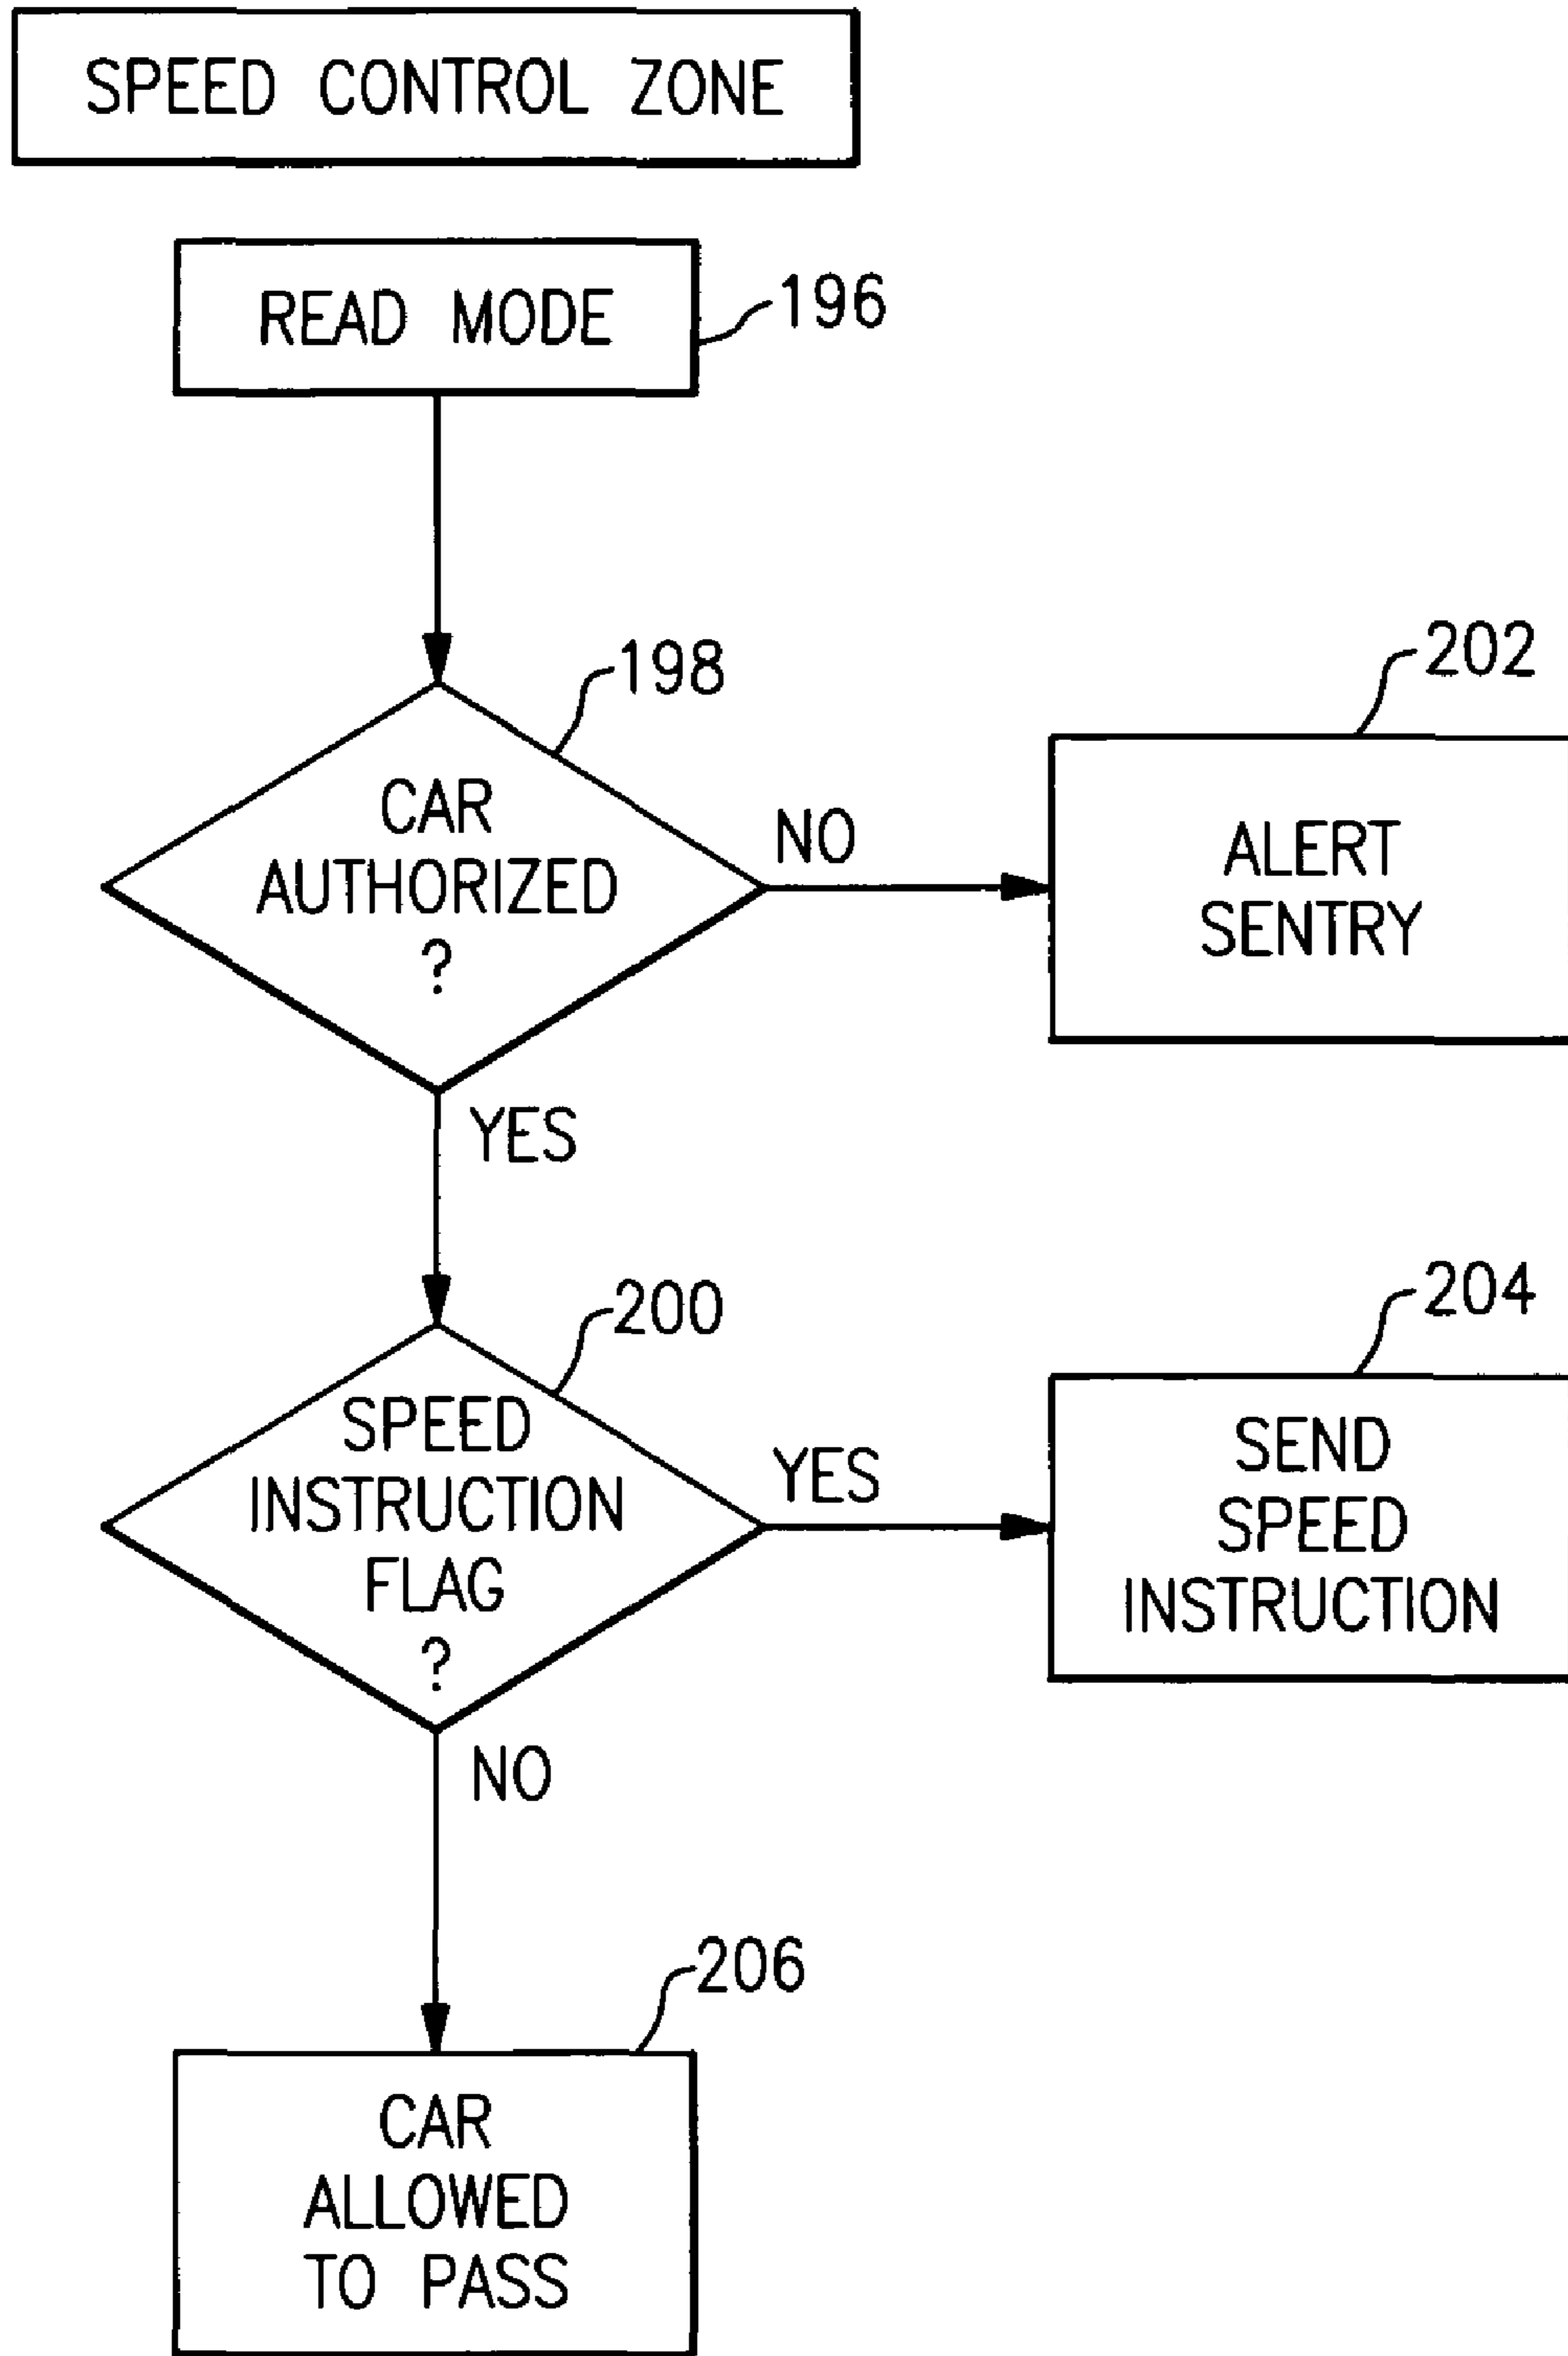 SPEED CONTROL ZONE
READ MODE
196
198
CAR
AUTHORIZED
?
NO
202
ALERT
SENTRY
YES
200
SPEED
INSTRUCTION
FLAG
?
YES
204
SEND
SPEED
INSTRUCTION
NO
206
CAR
ALLOWED
TO PASS